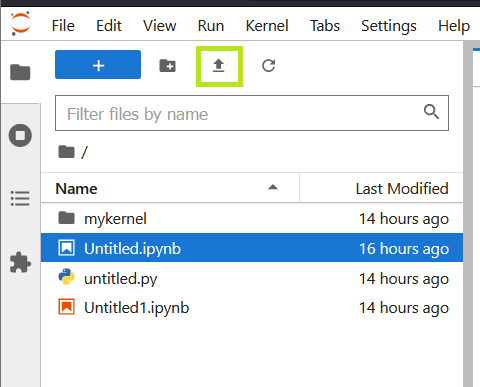 File Edit View Run Kernel Tabs Settings Help
+
Filter files by name
/
Name Last Modified
mykernel 14 hours ago
Untitled.ipynb 16 hours ago
untitled.py 14 hours ago
Untitled1.ipynb 14 hours ago